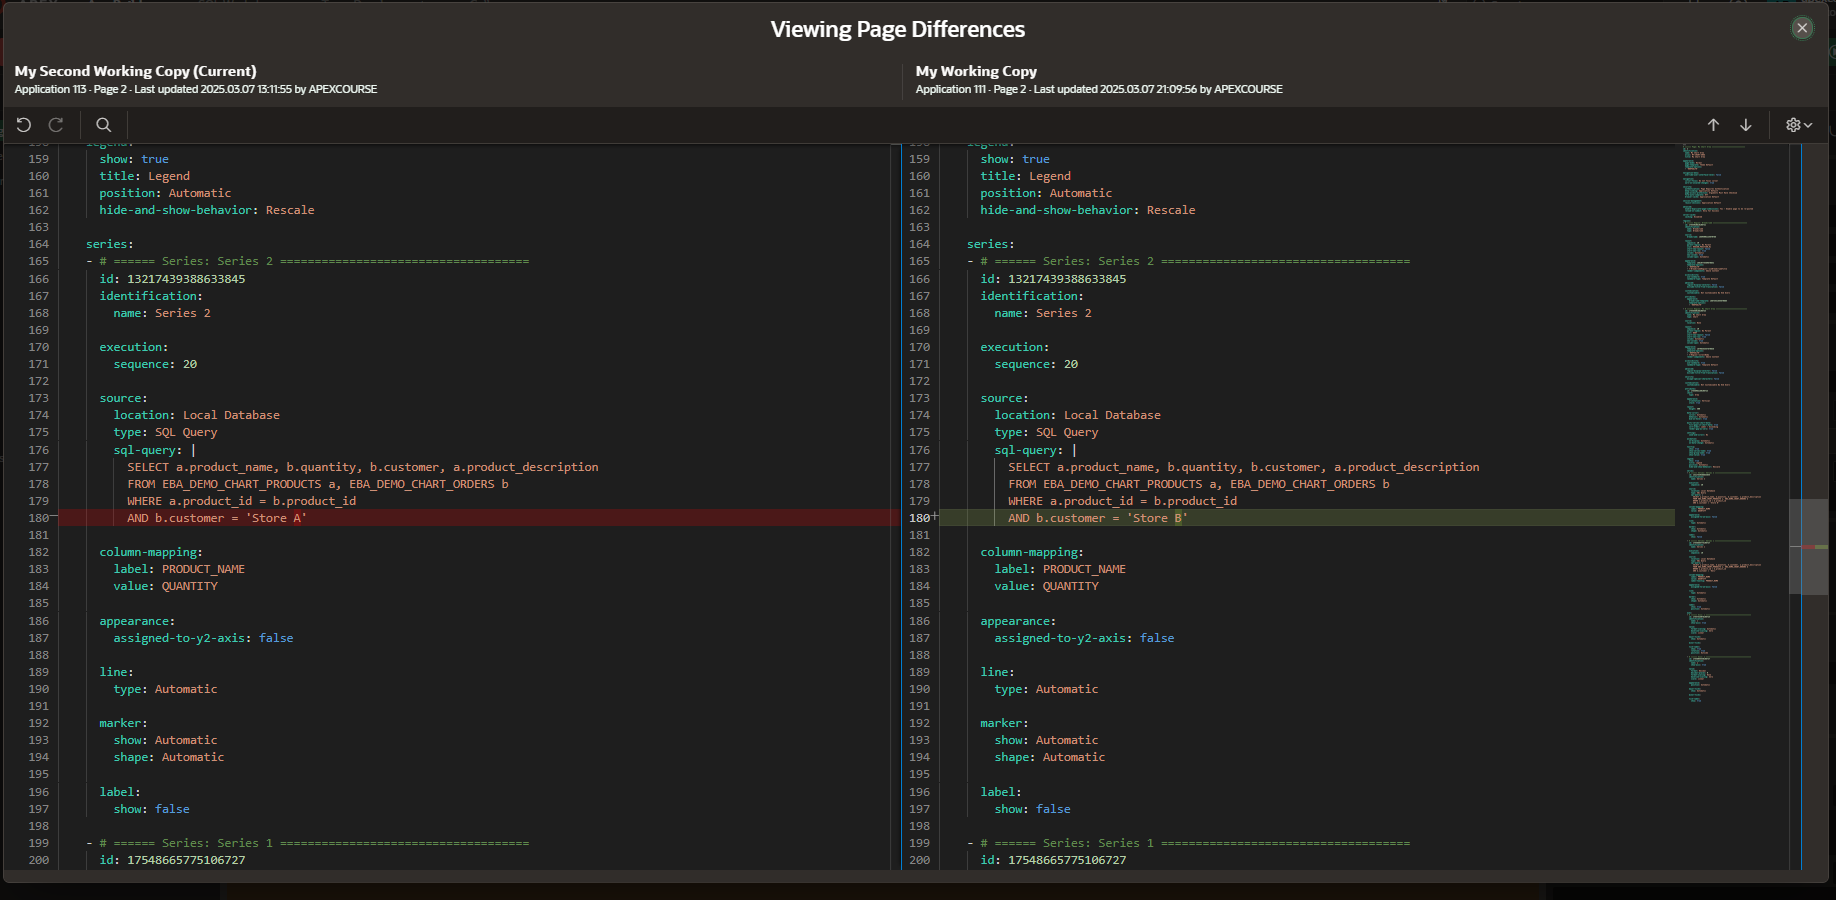 Viewing Page Differences
My Second Working Copy (Current)
Application 113 · Page 2 · Last updated 2025.03.07 13:11:55 by APEXCOURSE
159 show: true
160 title: Legend
161 position: Automatic
162 hide-and-show-behavior: Rescale
163
164 series:
165 - # ====== Series: Series 2 ====================================
166 id: 13217439388633845
167 identification:
168 name: Series 2
169
170 execution:
171 sequence: 20
172
173 source:
174 location: Local Database
175 type: SQL Query
176 sql-query: |
177 SELECT a.product_name, b.quantity, b.customer, a.product_description
178 FROM EBA_DEMO_CHART_PRODUCTS a, EBA_DEMO_CHART_ORDERS b
179 WHERE a.product_id = b.product_id
180− AND b.customer = 'Store A'
181
182 column-mapping:
183 label: PRODUCT_NAME
184 value: QUANTITY
185
186 appearance:
187 assigned-to-y2-axis: false
188
189 line:
190 type: Automatic
191
192 marker:
193 show: Automatic
194 shape: Automatic
195
196 label:
197 show: false
198
199 - # ====== Series: Series 1 ====================================
200 id: 17548665775106727
My Working Copy
Application 111 · Page 2 · Last updated 2025.03.07 21:09:56 by APEXCOURSE
159 show: true
160 title: Legend
161 position: Automatic
162 hide-and-show-behavior: Rescale
163
164 series:
165 - # ====== Series: Series 2 ====================================
166 id: 13217439388633845
167 identification:
168 name: Series 2
169
170 execution:
171 sequence: 20
172
173 source:
174 location: Local Database
175 type: SQL Query
176 sql-query: |
177 SELECT a.product_name, b.quantity, b.customer, a.product_description
178 FROM EBA_DEMO_CHART_PRODUCTS a, EBA_DEMO_CHART_ORDERS b
179 WHERE a.product_id = b.product_id
180+ AND b.customer = 'Store B'
181
182 column-mapping:
183 label: PRODUCT_NAME
184 value: QUANTITY
185
186 appearance:
187 assigned-to-y2-axis: false
188
189 line:
190 type: Automatic
191
192 marker:
193 show: Automatic
194 shape: Automatic
195
196 label:
197 show: false
198
199 - # ====== Series: Series 1 ====================================
200 id: 17548665775106727